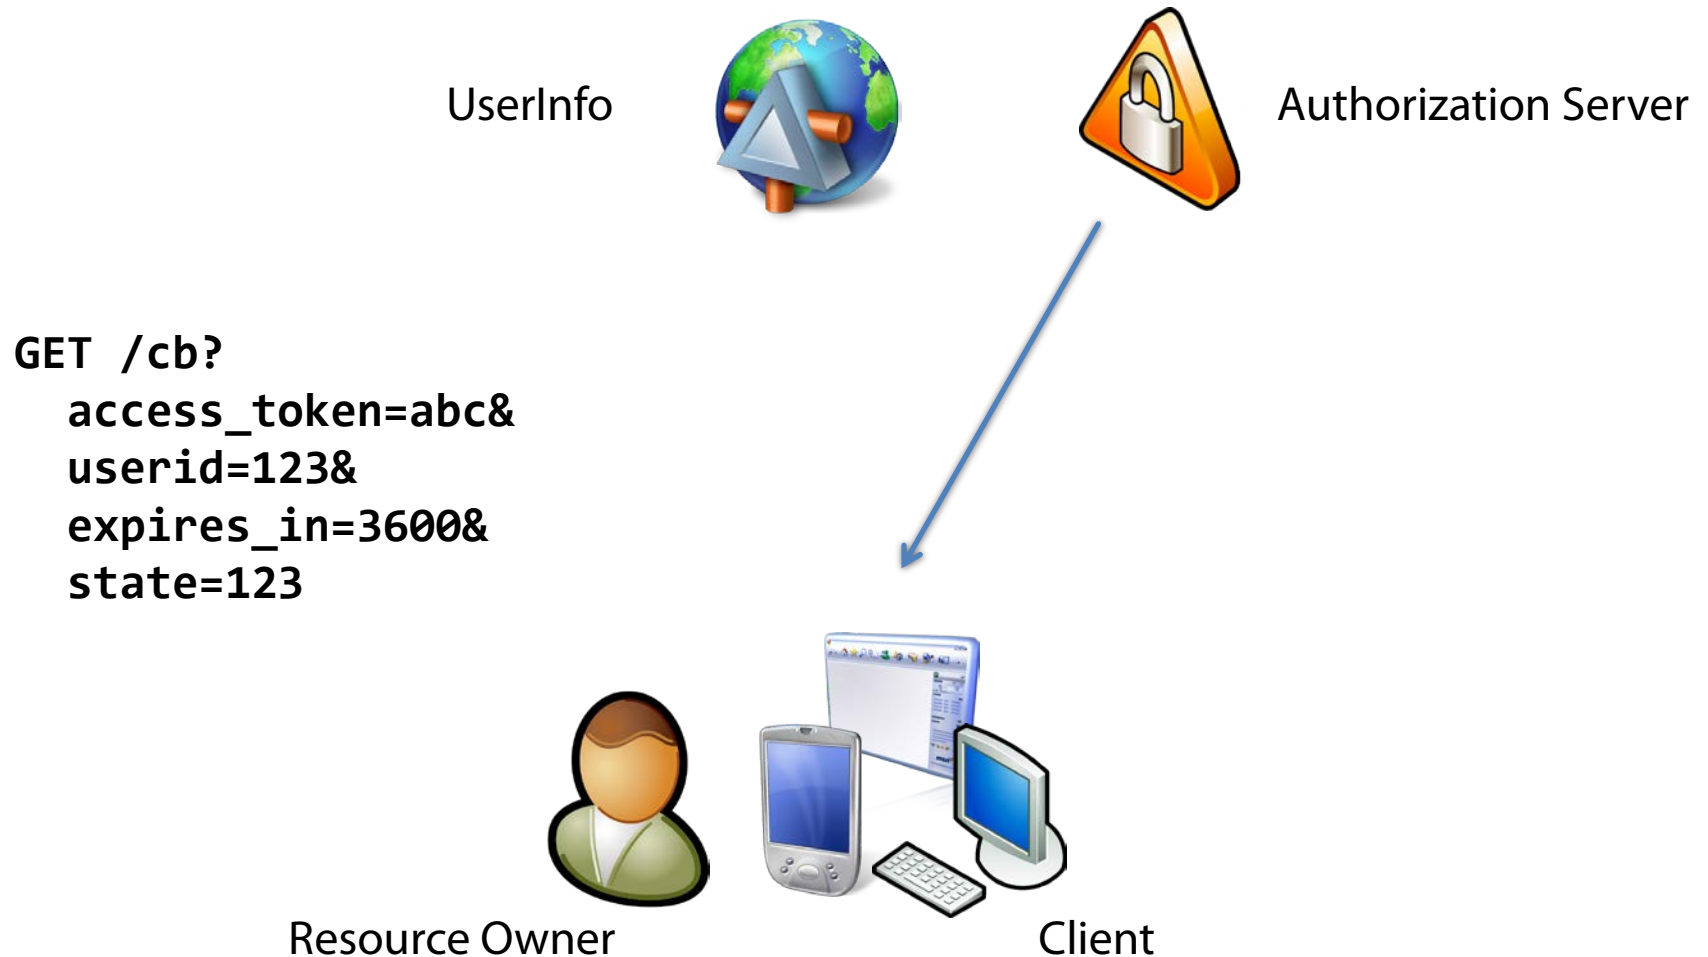 UserInfo
Authorization Server
GET /cb?
access_token=abc&
userid=123&
expires_in=3600&
state=123
Resource Owner
Client